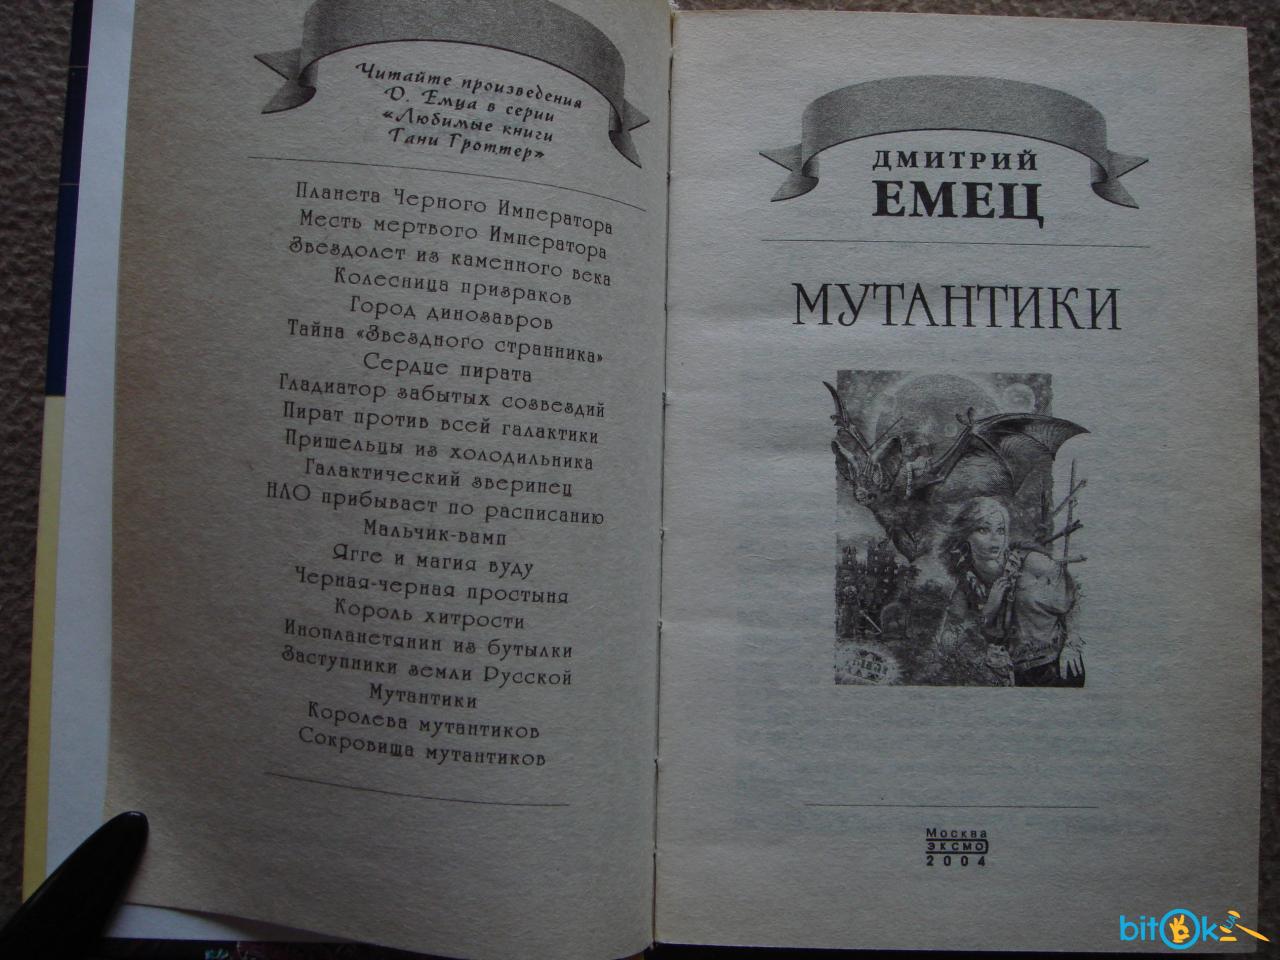 Читайте произведения
Д. Емца в серии
«Любимые книги
Тани Гроттер»
Планета Черного Императора
Месть мертвого Императора
Звездолет из каменного века
Колесница призраков
Город динозавров
Тайна «Звездного странника»
Сердце пирата
Гладиатор забытых созвездий
Пират против всей галактики
Пришельцы из холодильника
Галактический зверинец
НЛО прибывает по расписанию
Мальчик-вамп
Ягге и магия вуду
Черная-черная простыня
Король хитрости
Инопланетянин из бутылки
Заступники земли Русской
Мутантики
Королева мутантиков
Сокровища мутантиков
ДМИТРИЙ
ЕМЕЦ
МУТАНТИКИ
Москва
ЭКСМО
2004
bitOk